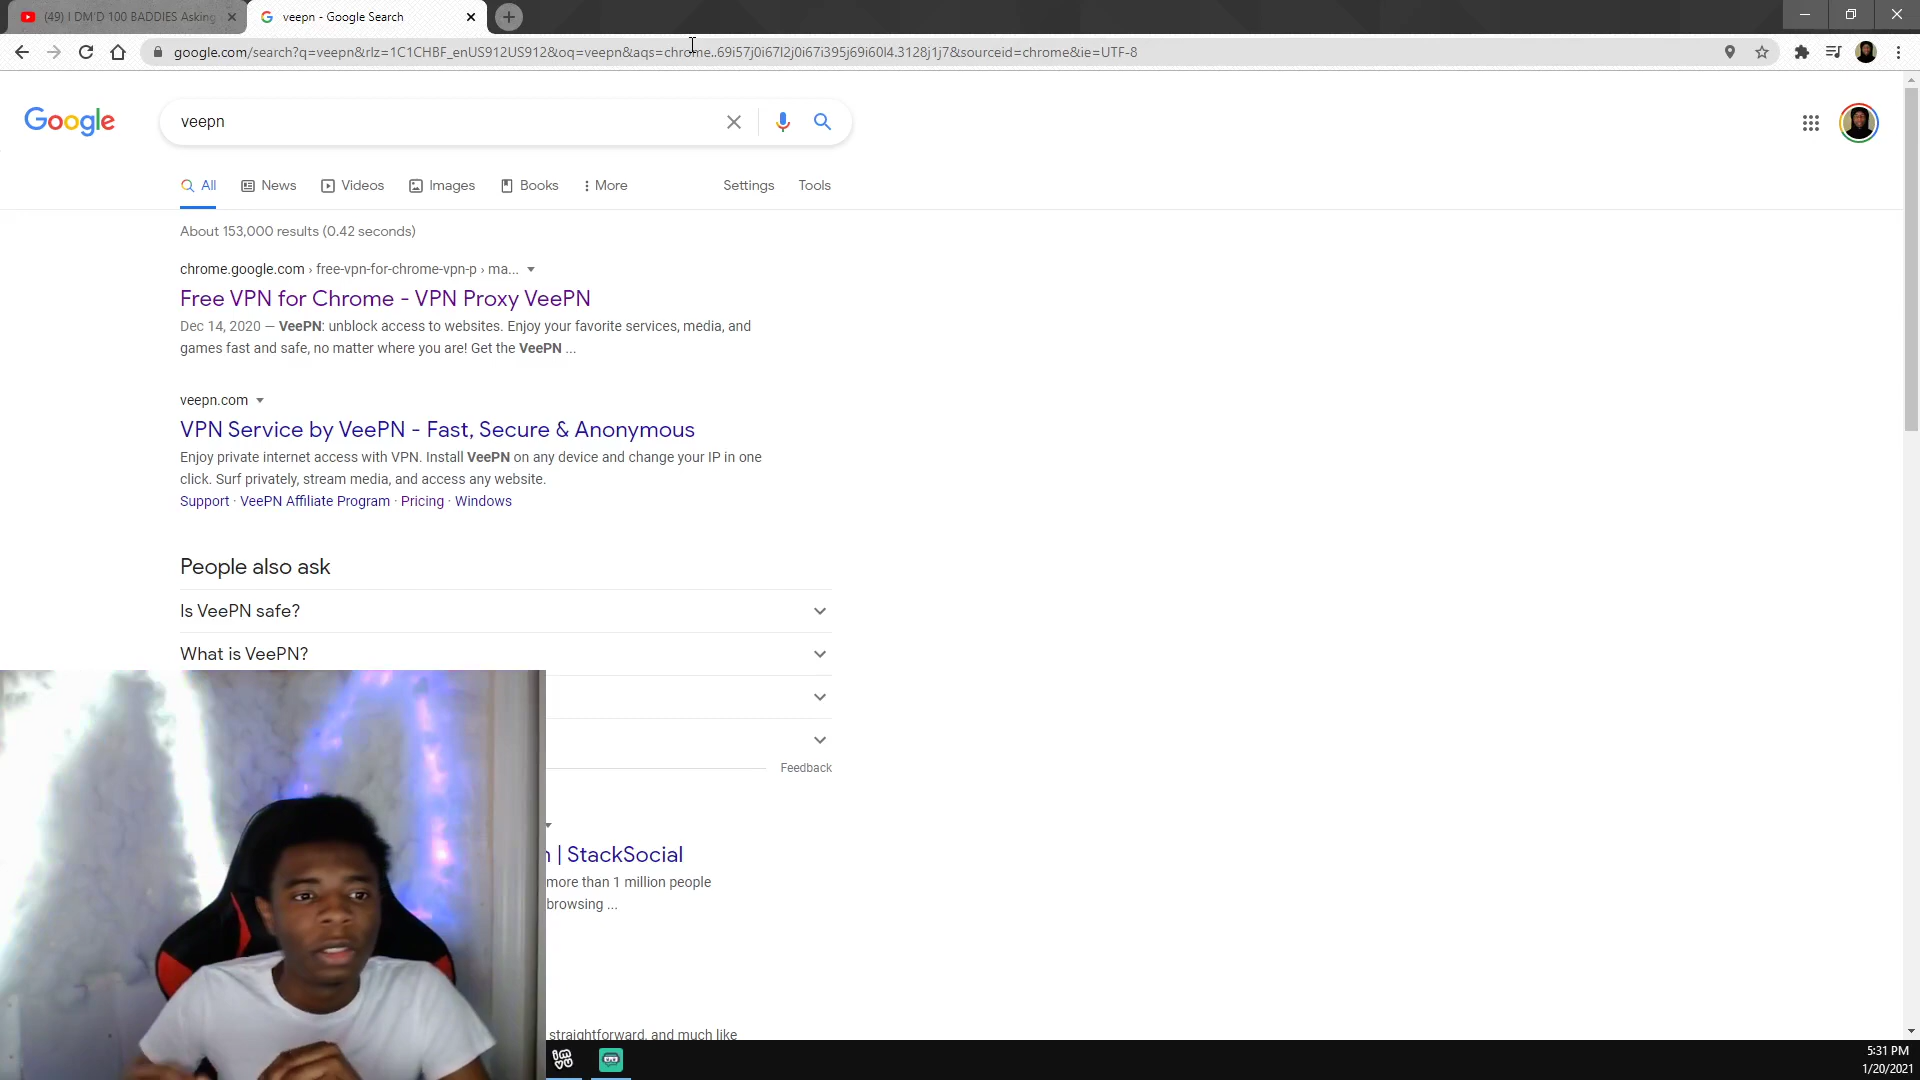 (49) I DM'D 100 BADDIES Asking
veepn - Google Search
google.com/search?q=veepn&rlz=1C1CHBF_enUS912US912&oq=veepn&aqs=chrome..69i57j0i67l2j0i67i395j69i60l4.3128j1j7&sourceid=chrome&ie=UTF-8
Google
veepn
All News Videos Images Books More Settings Tools
About 153,000 results (0.42 seconds)
chrome.google.com › free-vpn-for-chrome-vpn-p › ma...
Free VPN for Chrome - VPN Proxy VeePN
Dec 14, 2020 — VeePN: unblock access to websites. Enjoy your favorite services, media, and
games fast and safe, no matter where you are! Get the VeePN ...
veepn.com
VPN Service by VeePN - Fast, Secure & Anonymous
Enjoy private internet access with VPN. Install VeePN on any device and change your IP in one
click. Surf privately, stream media, and access any website.
Support · VeePN Affiliate Program · Pricing · Windows
People also ask
Is VeePN safe?
What is VeePN?
Feedback
| StackSocial
more than 1 million people
browsing ...
straightforward, and much like
5:31 PM
1/20/2021